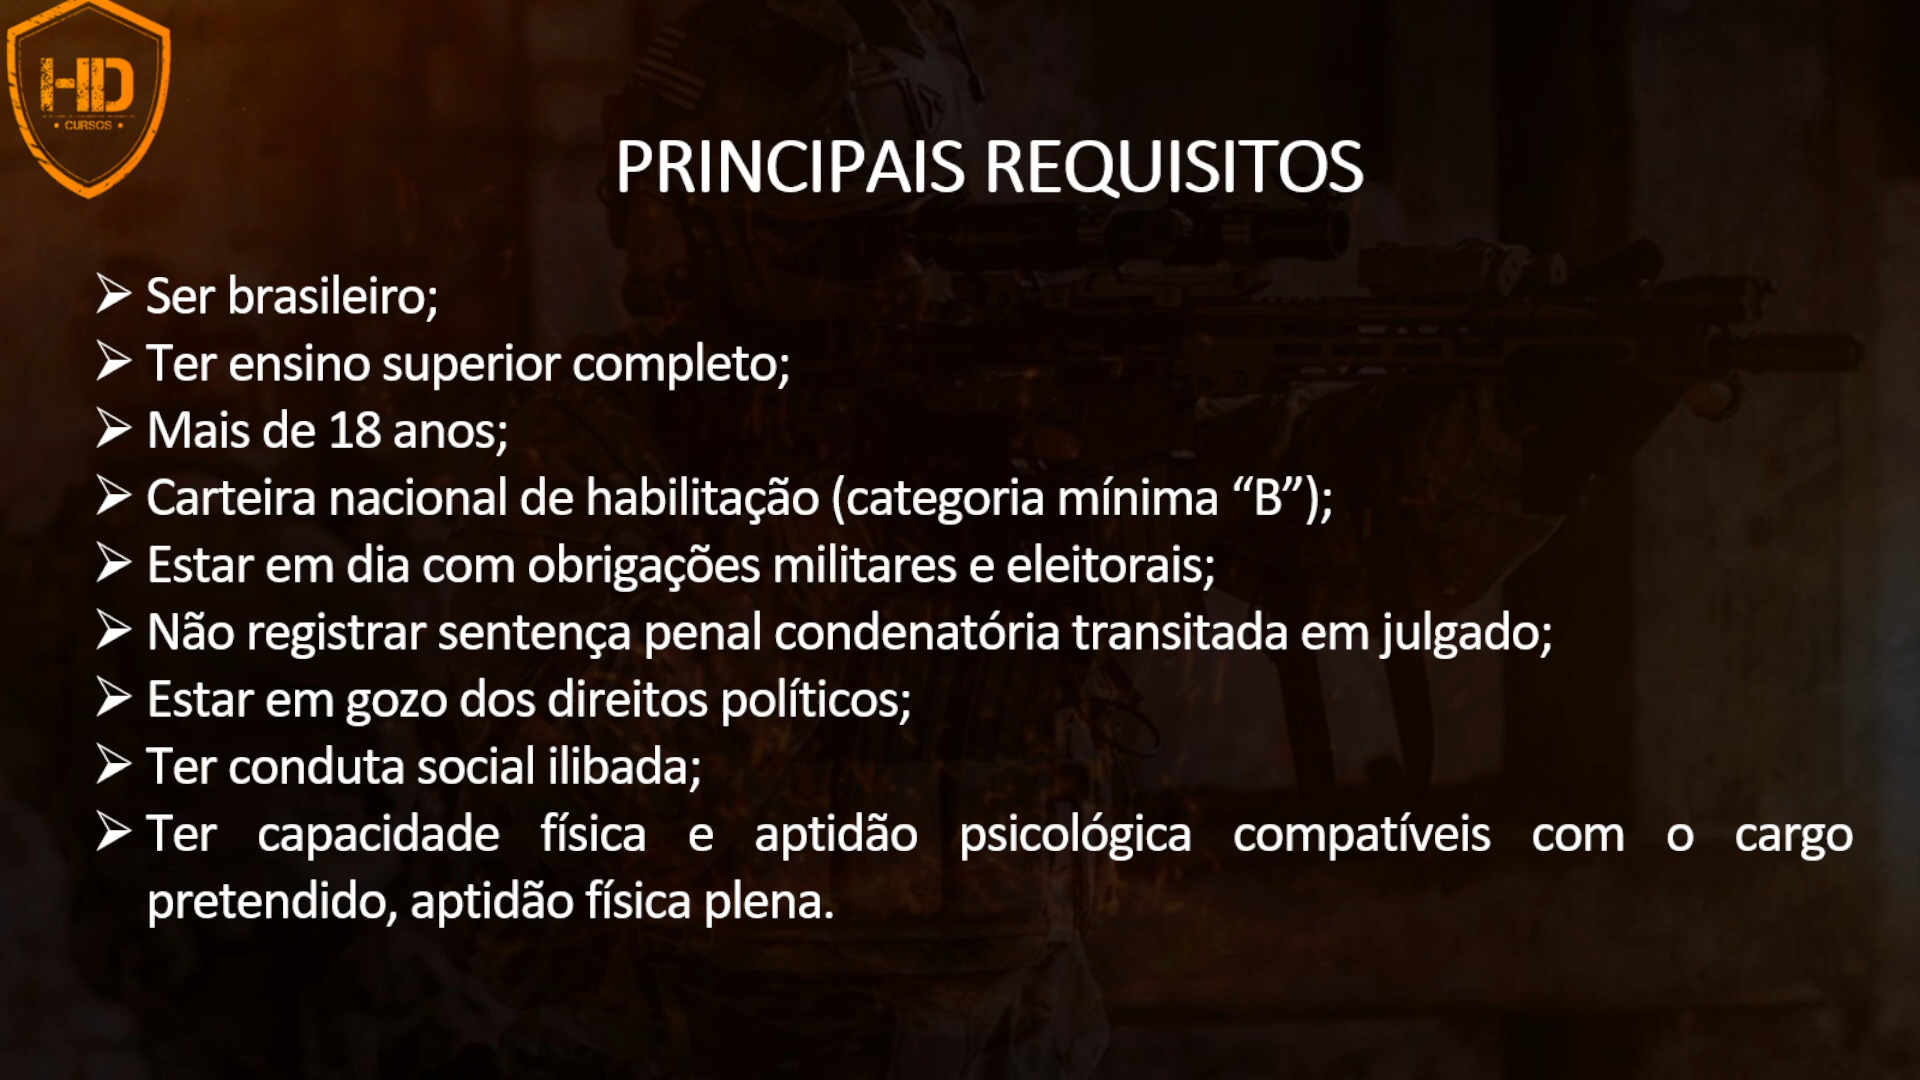 HD
• CURSOS •
PRINCIPAIS REQUISITOS
➢ Ser brasileiro;
➢ Ter ensino superior completo;
➢ Mais de 18 anos;
➢ Carteira nacional de habilitação (categoria mínima “B”);
➢ Estar em dia com obrigações militares e eleitorais;
➢ Não registrar sentença penal condenatória transitada em julgado;
➢ Estar em gozo dos direitos políticos;
➢ Ter conduta social ilibada;
➢ Ter capacidade física e aptidão psicológica compatíveis com o cargo
pretendido, aptidão física plena.